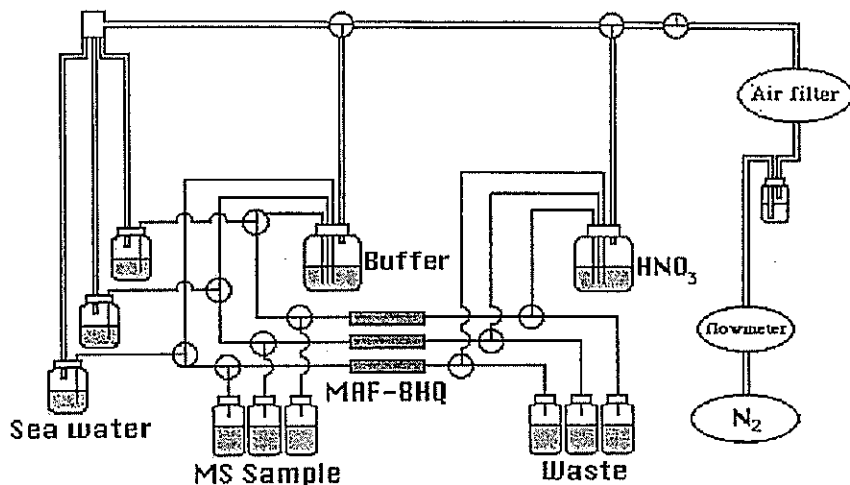 Air filter
Buffer
HNO3
flowmeter
MAF-8HQ
Sea water
N2
MS Sample
Waste